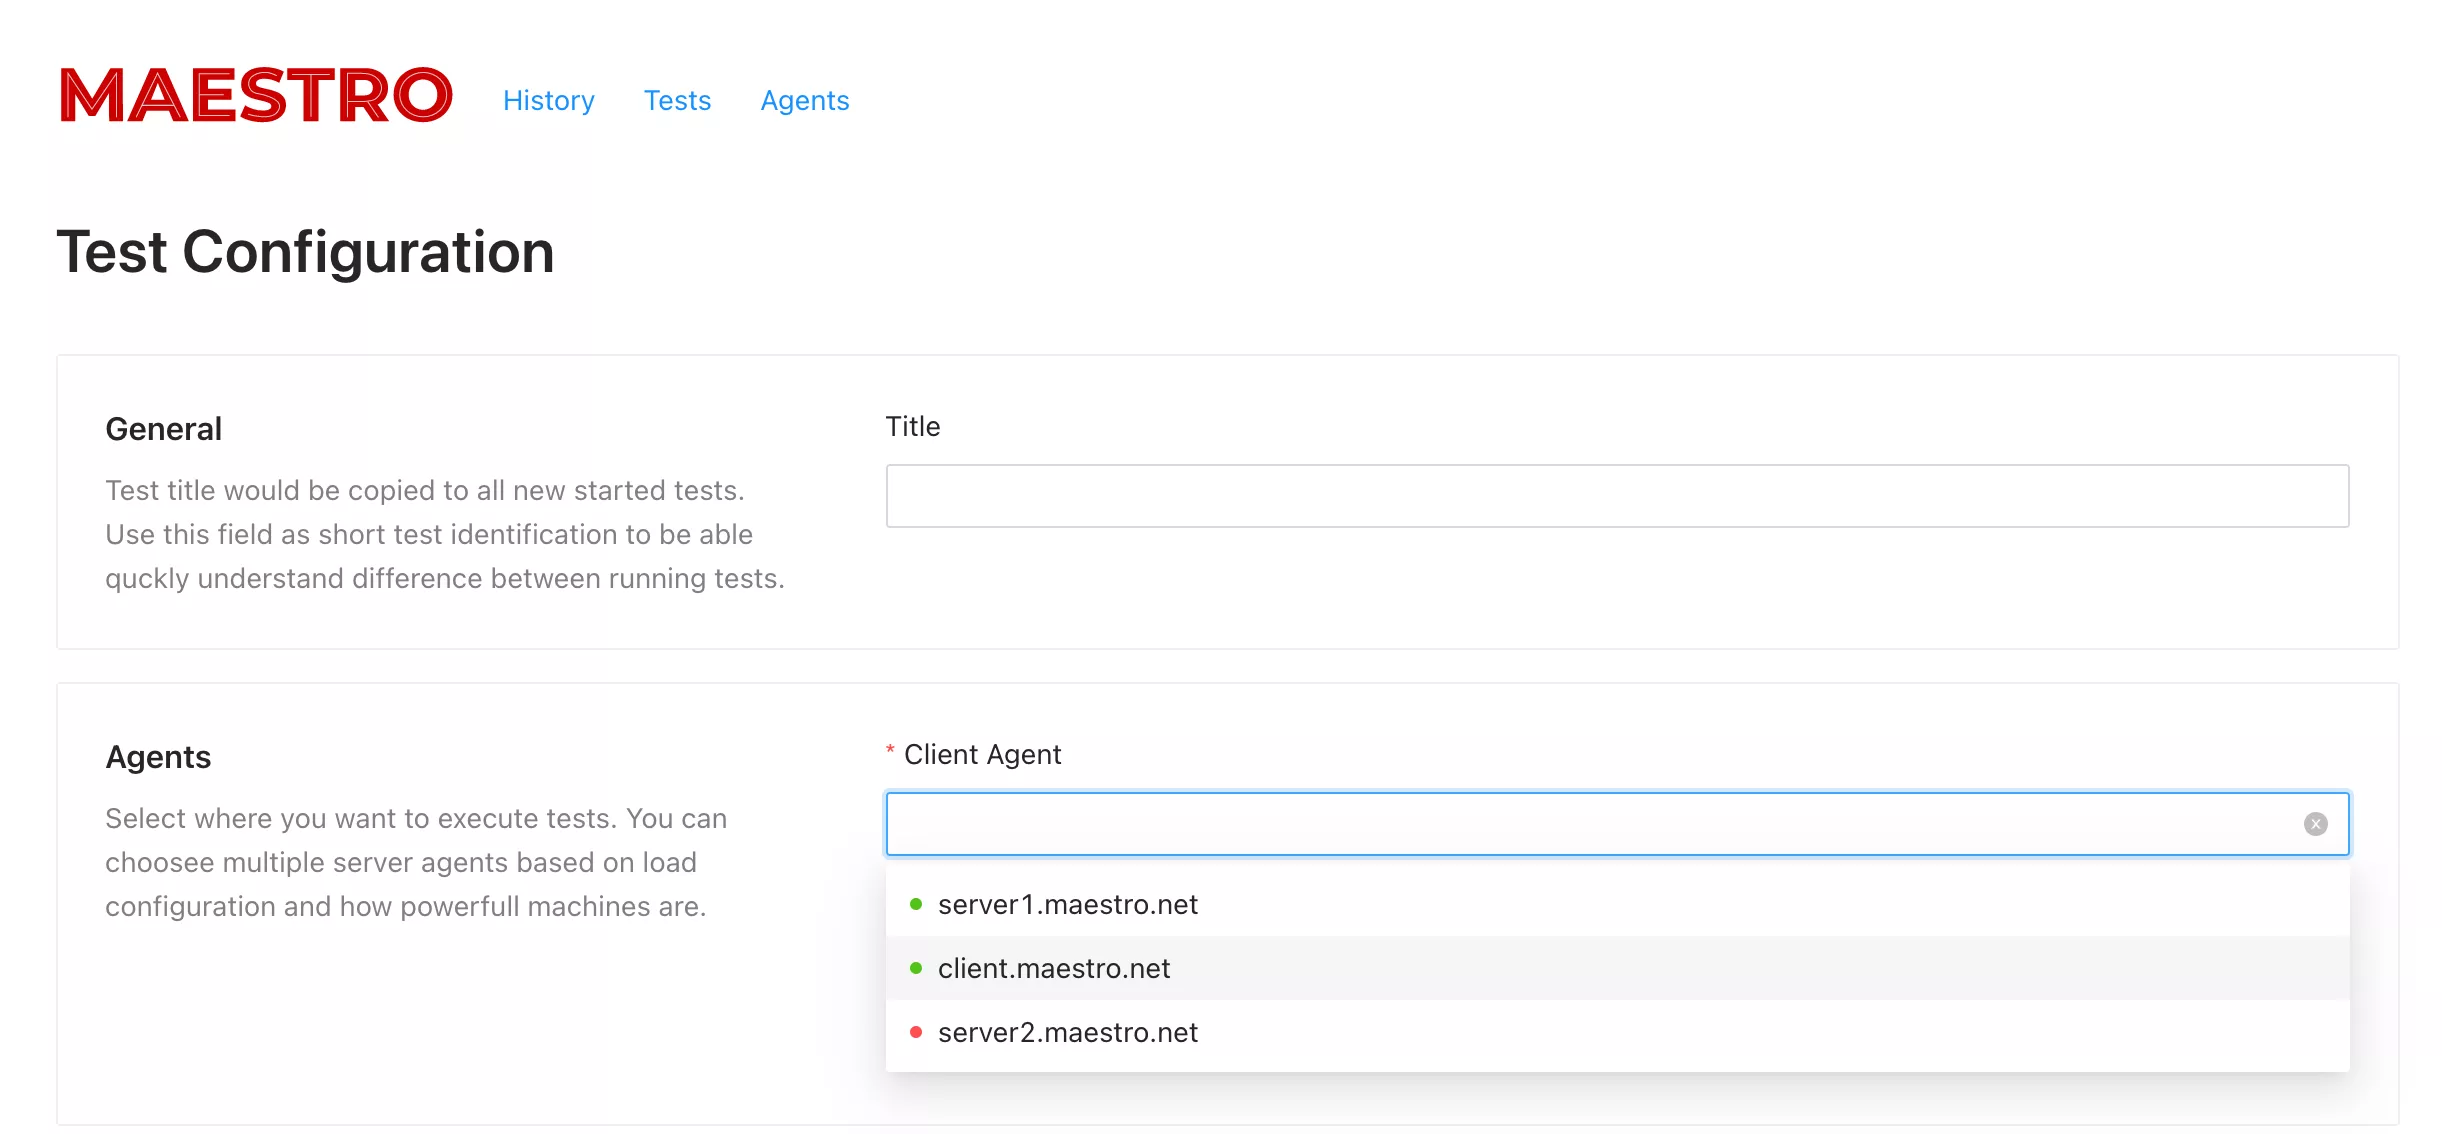 MAESTRO History Tests Agents
Test Configuration
General
Test title would be copied to all new started tests.
Use this field as short test identification to be able
quckly understand difference between running tests.
Title
Agents
Select where you want to execute tests. You can
choosee multiple server agents based on load
configuration and how powerfull machines are.
* Client Agent
server1.maestro.net
client.maestro.net
server2.maestro.net